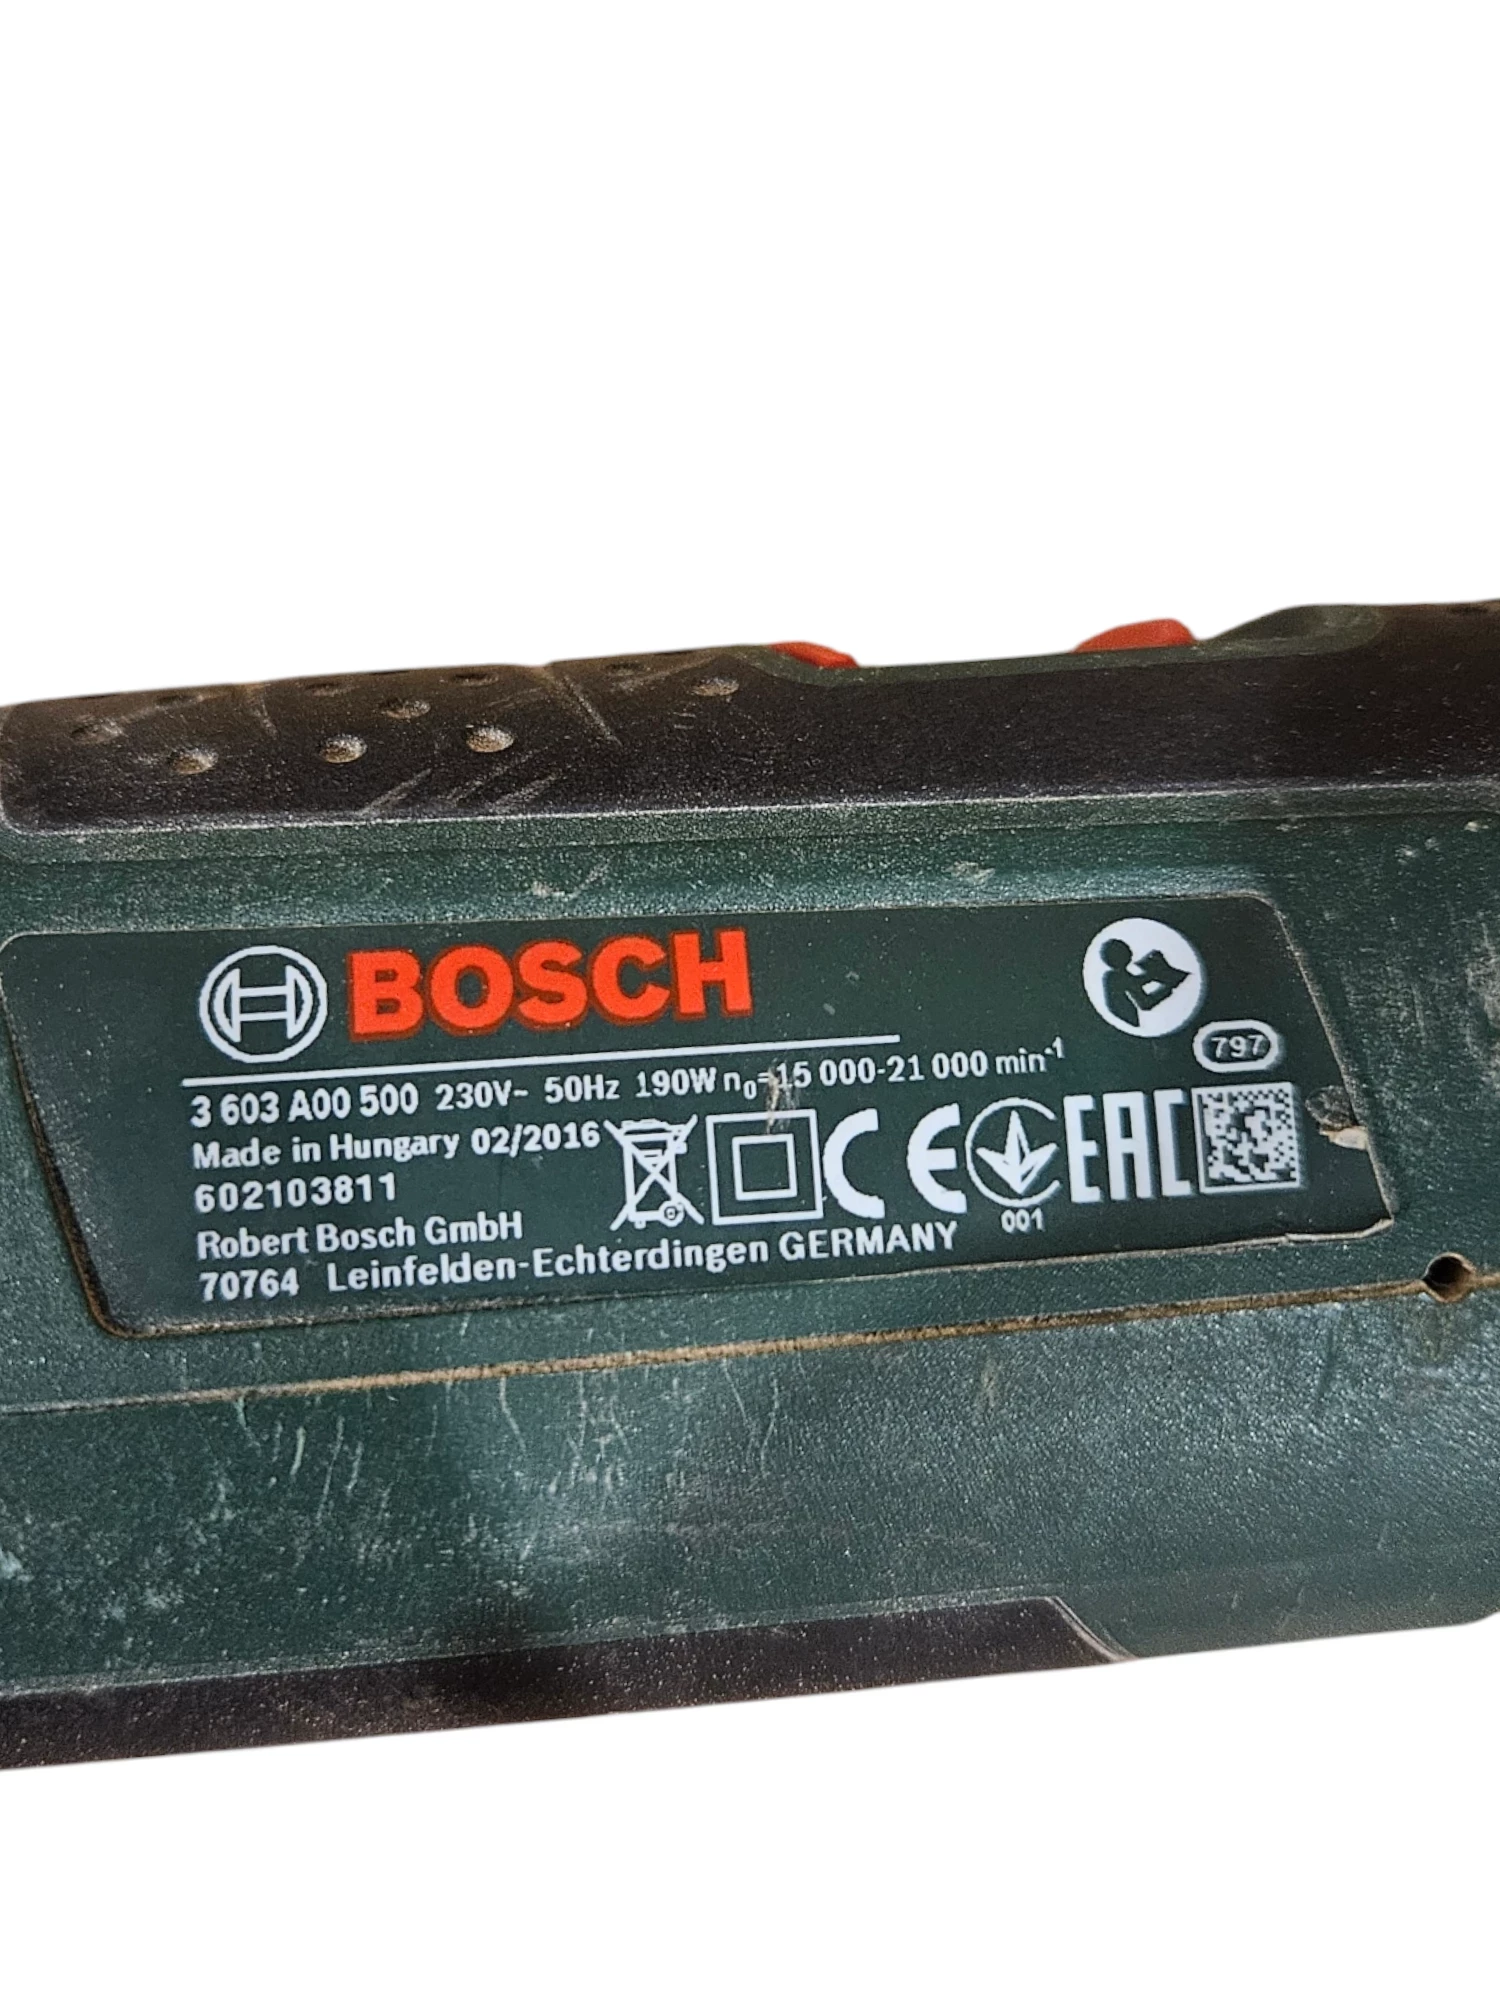 BOSCH
797
3 603 A00 500 230V~ 50Hz 190W n₀=15 000-21 000 min⁻¹
Made in Hungary 02/2016
CE
EAC
602103811
001
Robert Bosch GmbH
70764 Leinfelden-Echterdingen GERMANY